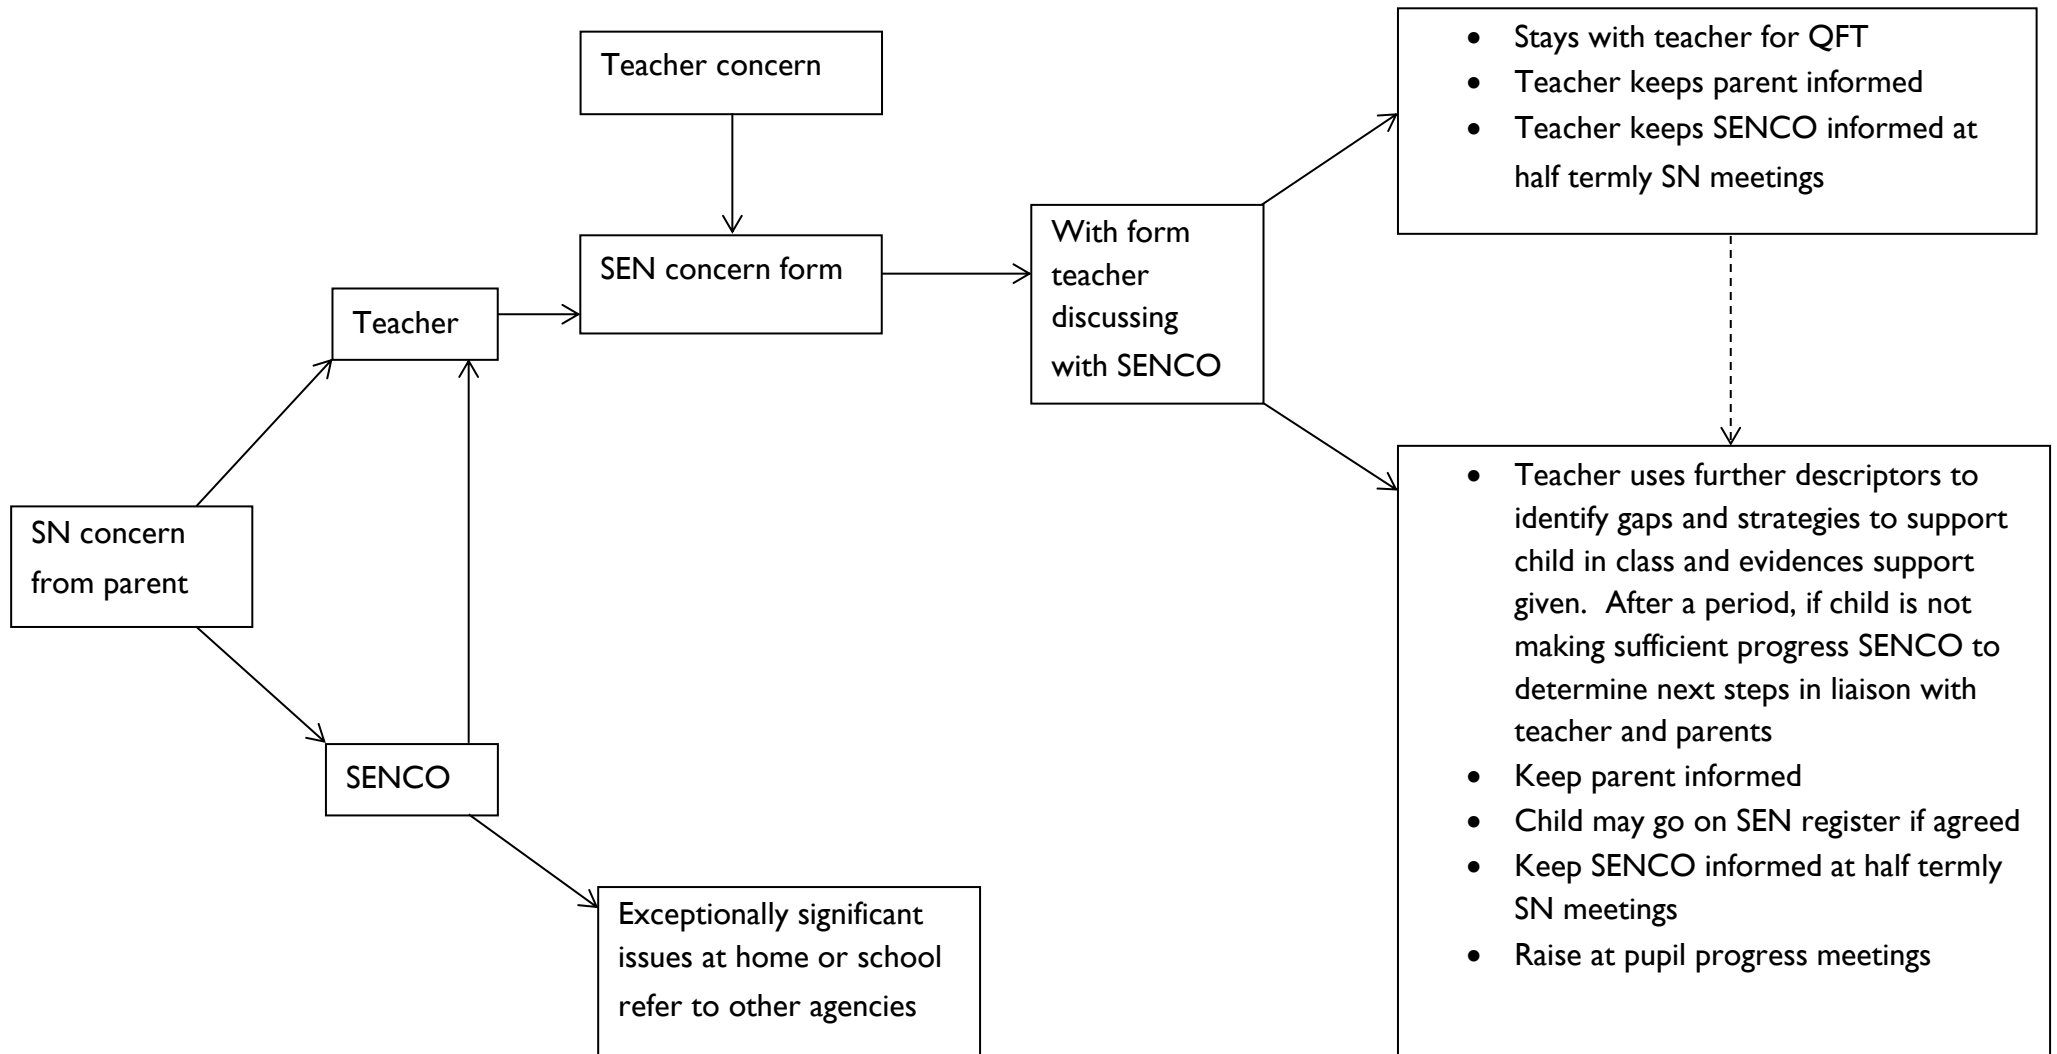 Teacher concern
• Stays with teacher for QFT
• Teacher keeps parent informed
• Teacher keeps SENCO informed at
half termly SN meetings
SEN concern form
With form
teacher
discussing
with SENCO
Teacher
SN concern
from parent
SENCO
Exceptionally significant
issues at home or school
refer to other agencies
• Teacher uses further descriptors to
identify gaps and strategies to support
child in class and evidences support
given.  After a period, if child is not
making sufficient progress SENCO to
determine next steps in liaison with
teacher and parents
• Keep parent informed
• Child may go on SEN register if agreed
• Keep SENCO informed at half termly
SN meetings
• Raise at pupil progress meetings